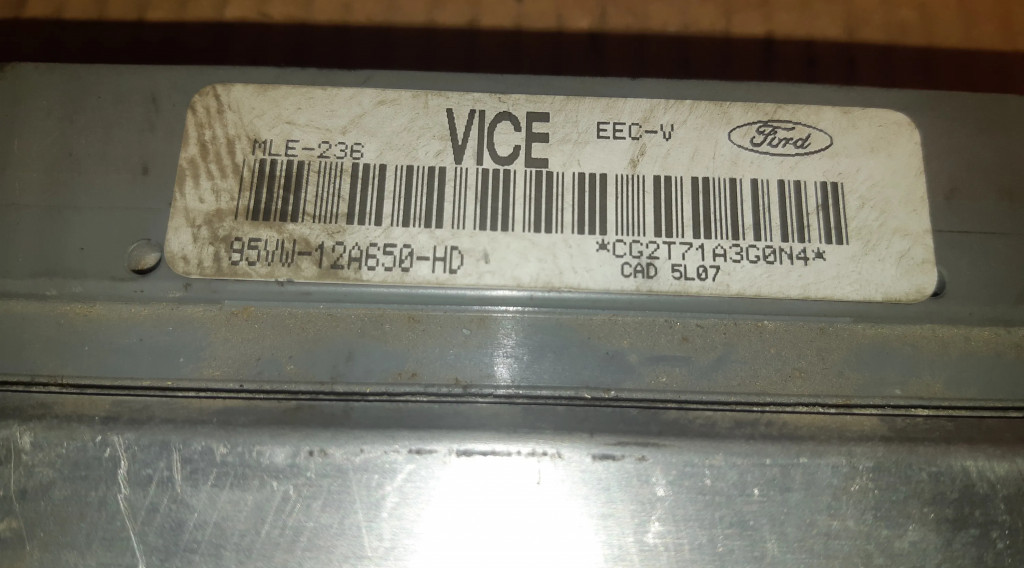 MLE-236 VICE EEC-V Ford
95VW-12A650-HD *CG2T71A3G0N4*
CAD 5L07